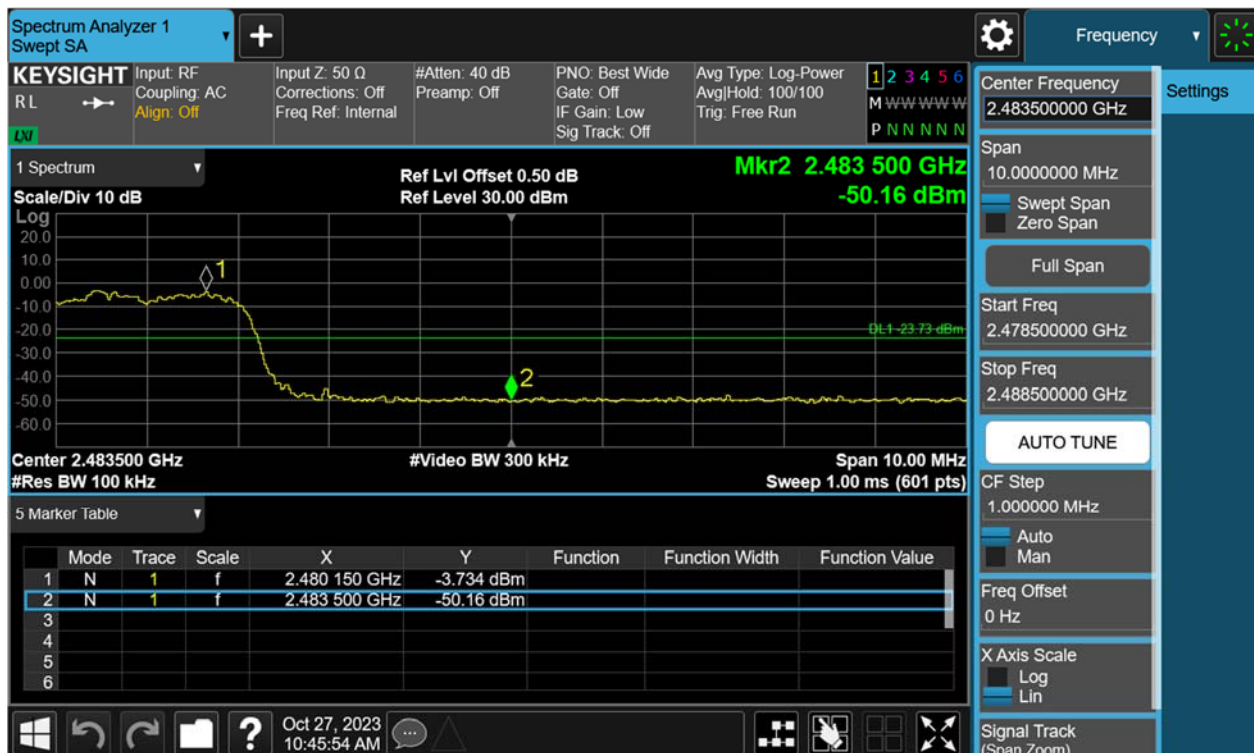 Spectrum Analyzer 1
Swept SA
+
Frequency
KEYSIGHT
RL
LXI
Input: RF
Coupling: AC
Align: Off
Input Z: 50 Ω
Corrections: Off
Freq Ref: Internal
#Atten: 40 dB
Preamp: Off
PNO: Best Wide
Gate: Off
IF Gain: Low
Sig Track: Off
Avg Type: Log-Power
Avg|Hold: 100/100
Trig: Free Run
1 2 3 4 5 6
M W W W W W
P N N N N N
1 Spectrum
Scale/Div 10 dB
Ref Lvl Offset 0.50 dB
Ref Level 30.00 dBm
Mkr2 2.483 500 GHz
-50.16 dBm
Log
20.0
10.0
0.00
-10.0
-20.0
-30.0
-40.0
-50.0
-60.0
1
DL1 -23.73 dBm
2
Center 2.483500 GHz
#Video BW 300 kHz
Span 10.00 MHz
#Res BW 100 kHz
Sweep 1.00 ms (601 pts)
5 Marker Table
Mode Trace Scale X Y Function Function Width Function Value
1 N 1 f 2.480 150 GHz -3.734 dBm
2 N 1 f 2.483 500 GHz -50.16 dBm
3
4
5
6
?
Oct 27, 2023
10:45:54 AM
Center Frequency
2.483500000 GHz
Settings
Span
10.0000000 MHz
Swept Span
Zero Span
Full Span
Start Freq
2.478500000 GHz
Stop Freq
2.488500000 GHz
AUTO TUNE
CF Step
1.000000 MHz
Auto
Man
Freq Offset
0 Hz
X Axis Scale
Log
Lin
Signal Track
(Span Zoom)